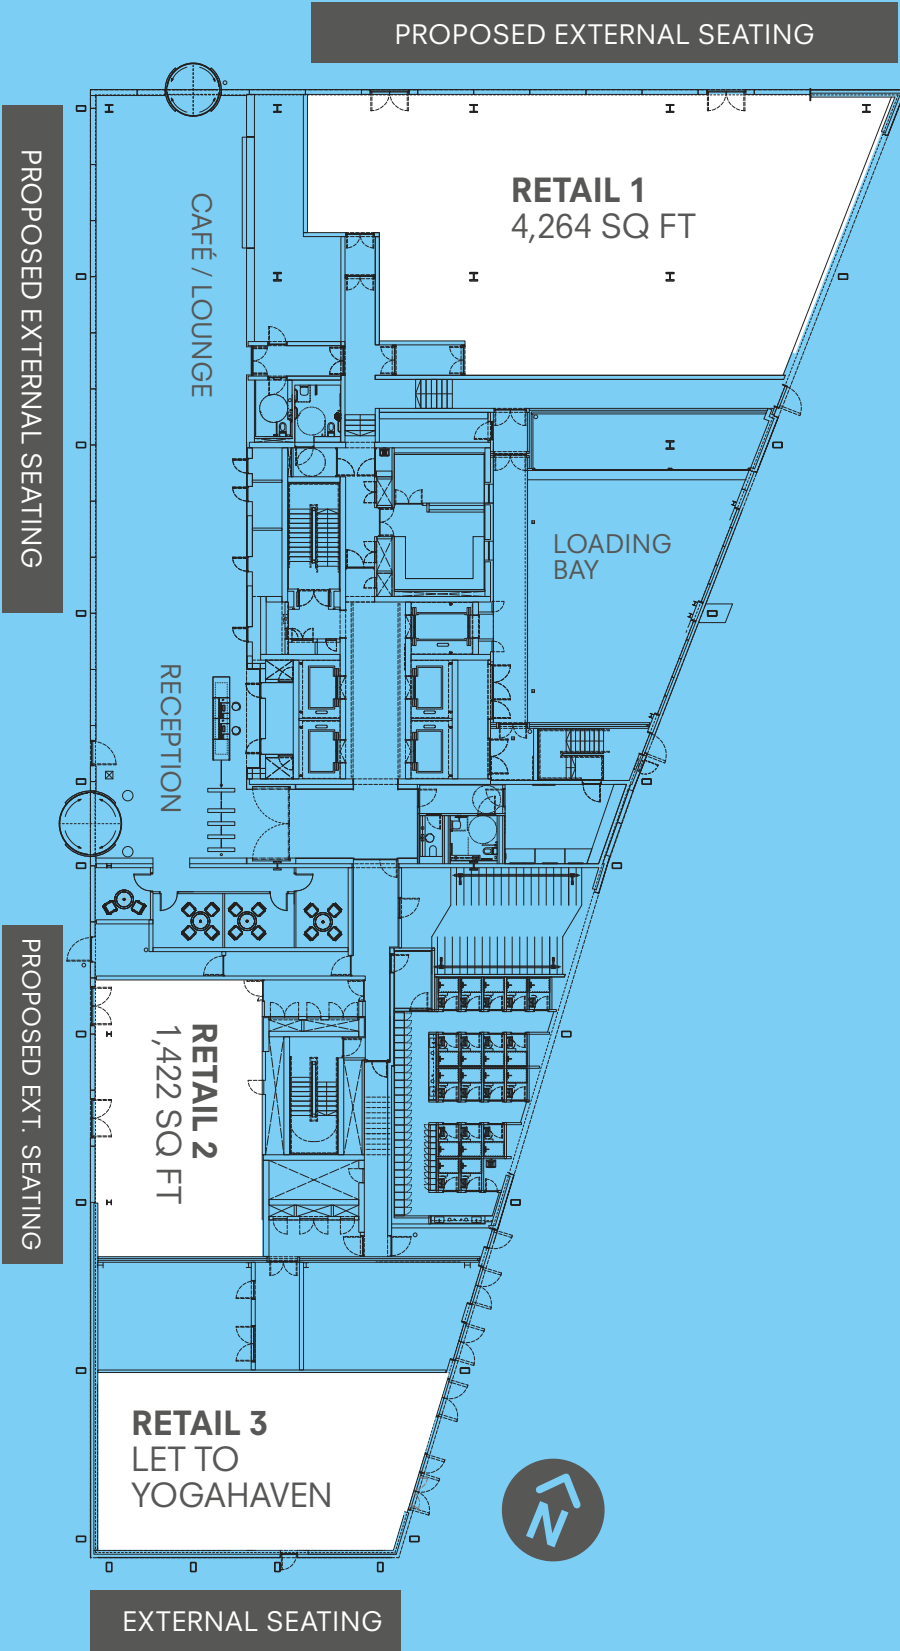 PROPOSED EXTERNAL SEATING
PROPOSED EXTERNAL SEATING
CAFÉ / LOUNGE
RETAIL 1
4,264 SQ FT
LOADING
BAY
RECEPTION
PROPOSED EXT. SEATING
RETAIL 2
1,422 SQ FT
RETAIL 3
LET TO
YOGAHAVEN
N
EXTERNAL SEATING